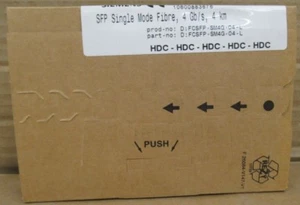 SFP Single Mode Fibre, 4 Gb/s, 4 km
prod-no: D:FCSFP-SM4G-04-L
part-no: D:FCSFP-SM4G-04-L
HDC - HDC - HDC - HDC - HDC
PUSH